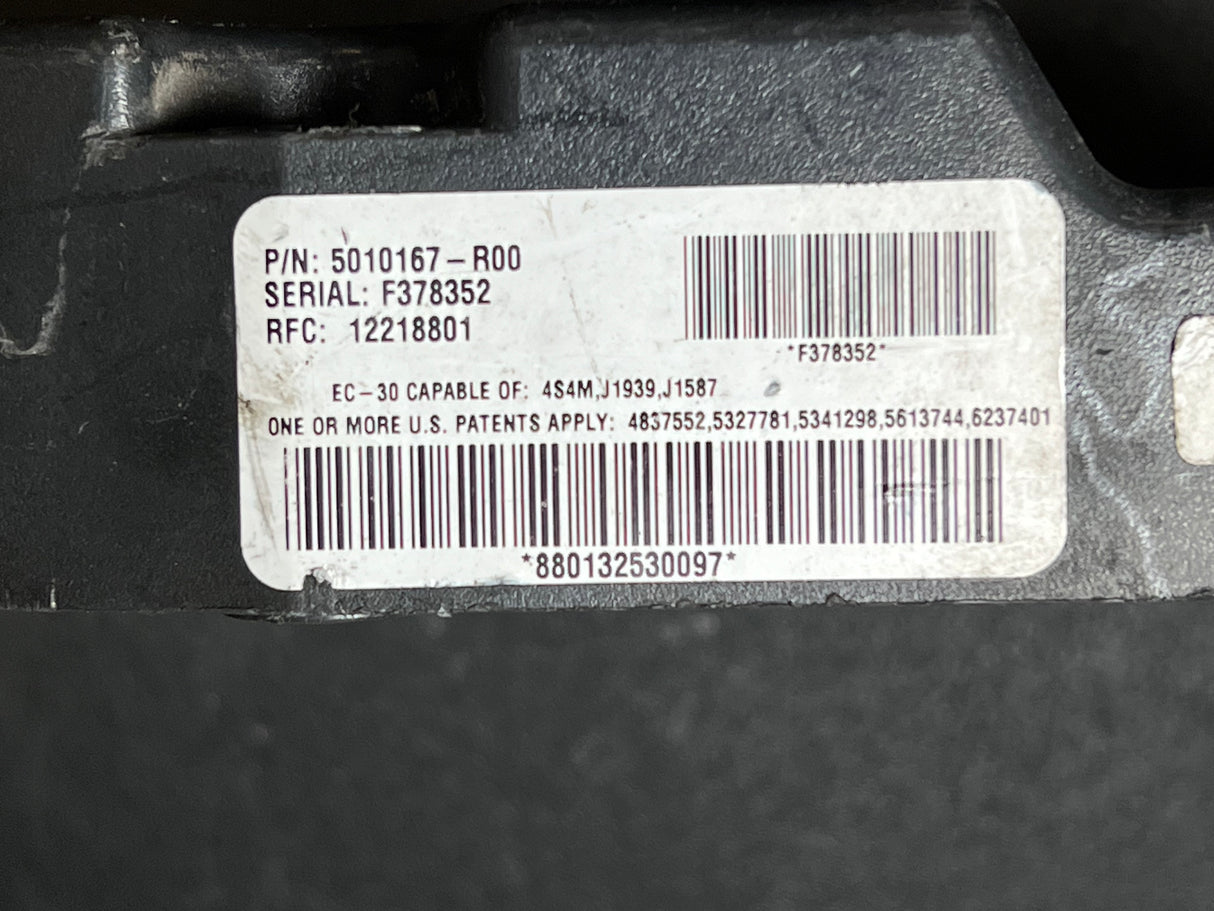 P/N: 5010167-R00
SERIAL: F378352
RFC: 12218801
*F378352*
EC-30 CAPABLE OF: 4S4M,J1939,J1587
ONE OR MORE U.S. PATENTS APPLY: 4837552,5327781,5341298,5613744,6237401
*880132530097*